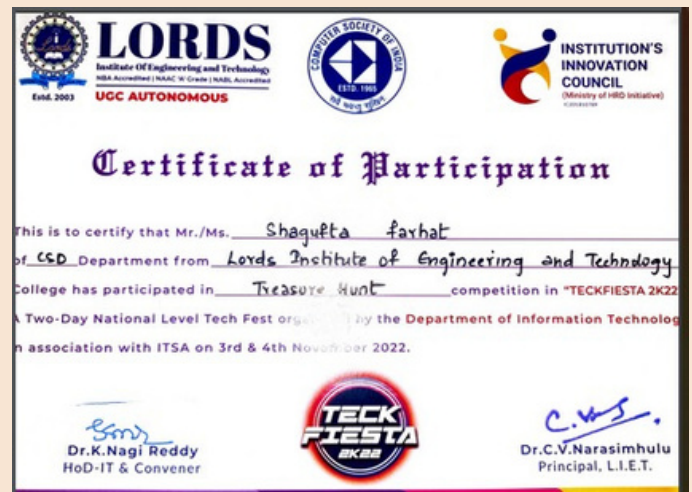 LORDS
Institute Of Engineering and Technology
NBA Accredited | NAAC 'A' Grade | NABL Accredited
Estd. 2003 UGC AUTONOMOUS
COMPUTER SOCIETY OF INDIA
ESTD. 1965
INSTITUTION'S
INNOVATION
COUNCIL
(Ministry of HRD Initiative)
Certificate of Participation
This is to certify that Mr./Ms. Shagufta farhat
of CSD Department from Lords Institute of Engineering and Technology
College has participated in Treasure Hunt competition in "TECKFIESTA 2K22
A Two-Day National Level Tech Fest by the Department of Information Technolog
n association with ITSA on 3rd & 4th November 2022.
TECK
FIESTA
2K22
Dr.K.Nagi Reddy
HoD-IT & Convener
Dr.C.V.Narasimhulu
Principal, L.I.E.T.